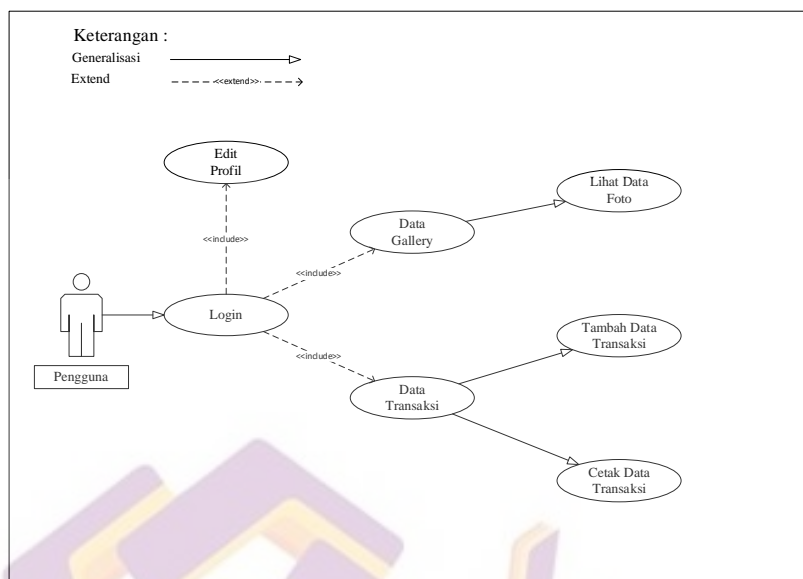 Keterangan :
Generalisasi
Extend
<<extend>>
Edit
Profil
Lihat Data
Foto
Data
Gallery
<<include>>
<<include>>
Login
Tambah Data
Transaksi
<<include>>
Pengguna
Data
Transaksi
Cetak Data
Transaksi